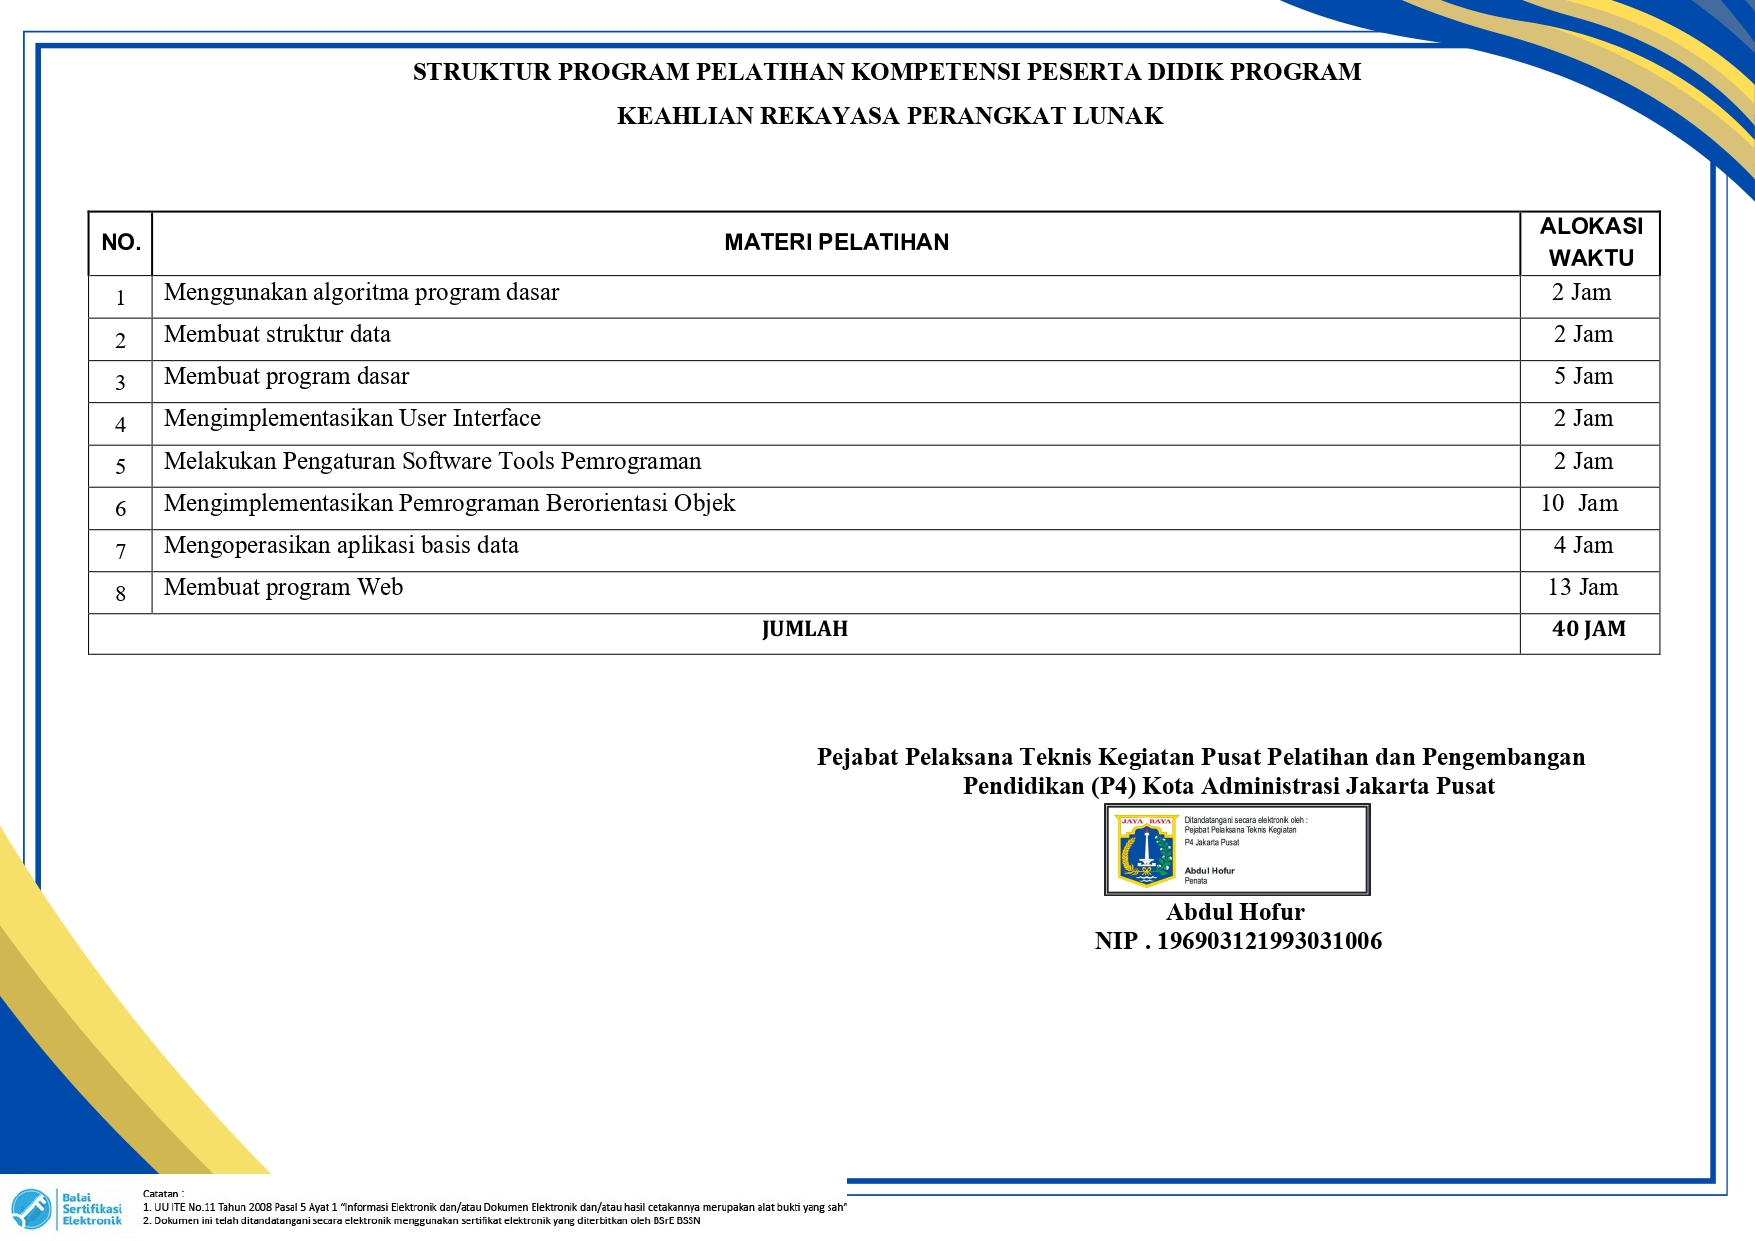 STRUKTUR PROGRAM PELATIHAN KOMPETENSI PESERTA DIDIK PROGRAM
KEAHLIAN REKAYASA PERANGKAT LUNAK
NO. MATERI PELATIHAN ALOKASI WAKTU
1 Menggunakan algoritma program dasar 2 Jam
2 Membuat struktur data 2 Jam
3 Membuat program dasar 5 Jam
4 Mengimplementasikan User Interface 2 Jam
5 Melakukan Pengaturan Software Tools Pemrograman 2 Jam
6 Mengimplementasikan Pemrograman Berorientasi Objek 10 Jam
7 Mengoperasikan aplikasi basis data 4 Jam
8 Membuat program Web 13 Jam
JUMLAH 40 JAM
Pejabat Pelaksana Teknis Kegiatan Pusat Pelatihan dan Pengembangan
Pendidikan (P4) Kota Administrasi Jakarta Pusat
JAYA RAYA
Ditandatangani secara elektronik oleh :
Pejabat Pelaksana Teknis Kegiatan
P4 Jakarta Pusat
Abdul Hofur
Penata
Abdul Hofur
NIP . 196903121993031006
Balai
Sertifikasi
Elektronik
Catatan :
1. UU ITE No.11 Tahun 2008 Pasal 5 Ayat 1 "Informasi Elektronik dan/atau Dokumen Elektronik dan/atau hasil cetakannya merupakan alat bukti yang sah"
2. Dokumen ini telah ditandatangani secara elektronik menggunakan sertifikat elektronik yang diterbitkan oleh BSrE BSSN